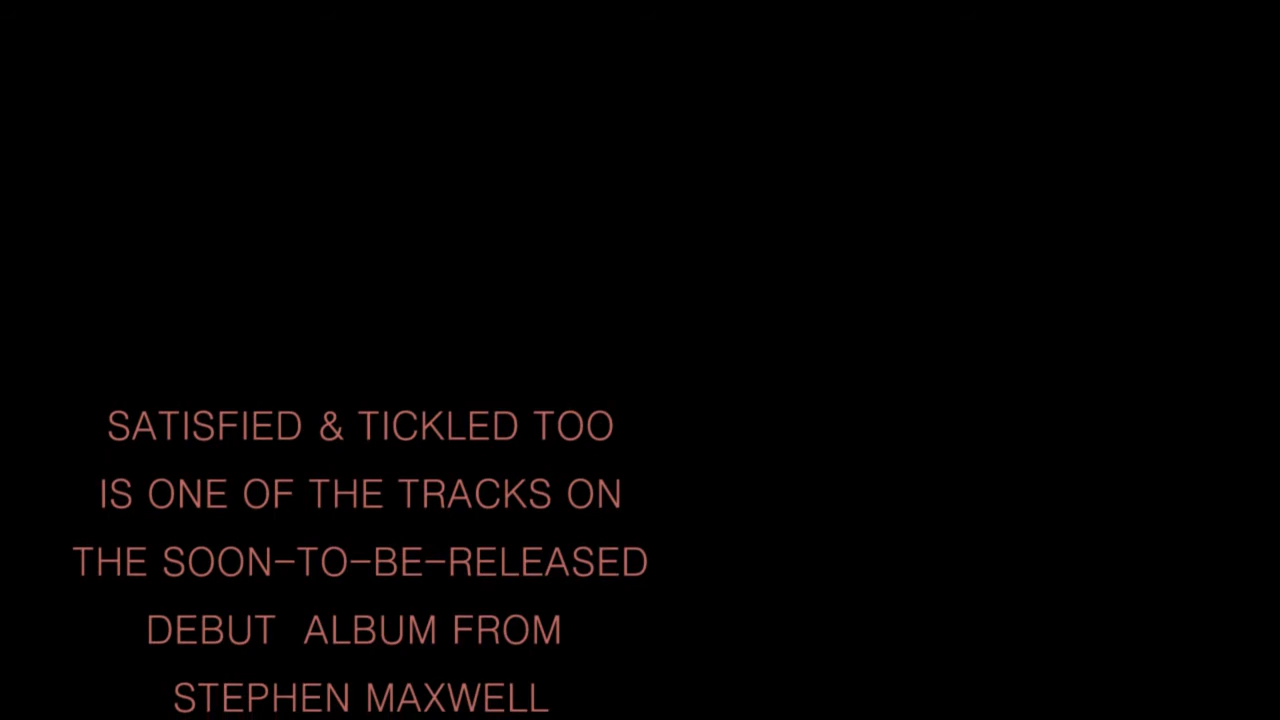 SATISFIED & TICKLED TOO
IS ONE OF THE TRACKS ON
THE SOON-TO-BE-RELEASED
DEBUT  ALBUM FROM
STEPHEN MAXWELL